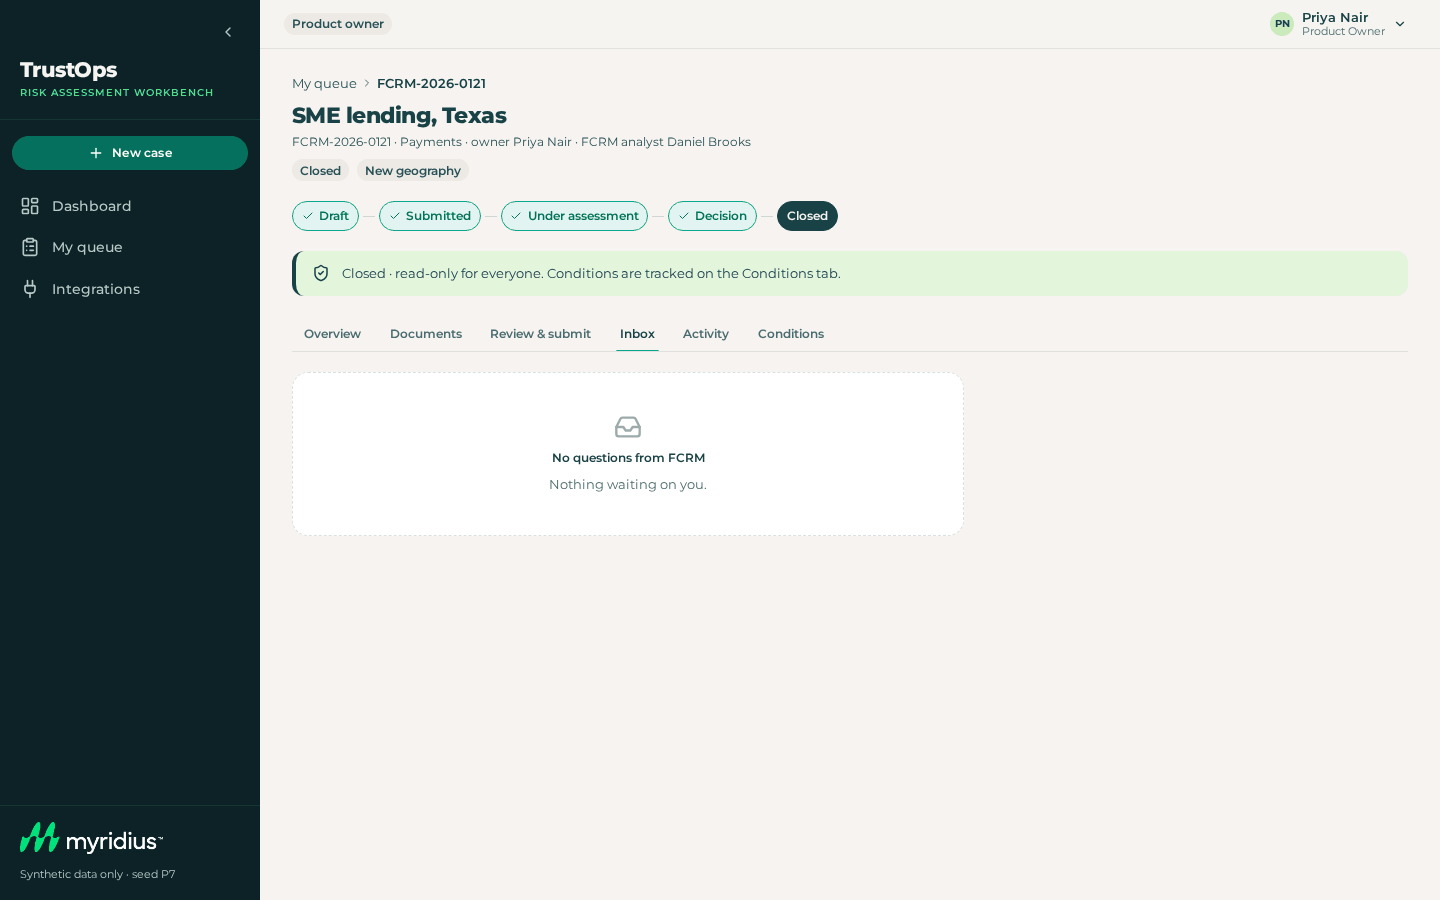 Product owner
PN
Priya Nair
Product Owner
TrustOps
RISK ASSESSMENT WORKBENCH
New case
Dashboard
My queue
Integrations
myridius™
Synthetic data only · seed P7
My queue > FCRM-2026-0121
SME lending, Texas
FCRM-2026-0121 · Payments · owner Priya Nair · FCRM analyst Daniel Brooks
Closed New geography
Draft Submitted Under assessment Decision Closed
Closed · read-only for everyone. Conditions are tracked on the Conditions tab.
Overview Documents Review & submit Inbox Activity Conditions
No questions from FCRM
Nothing waiting on you.